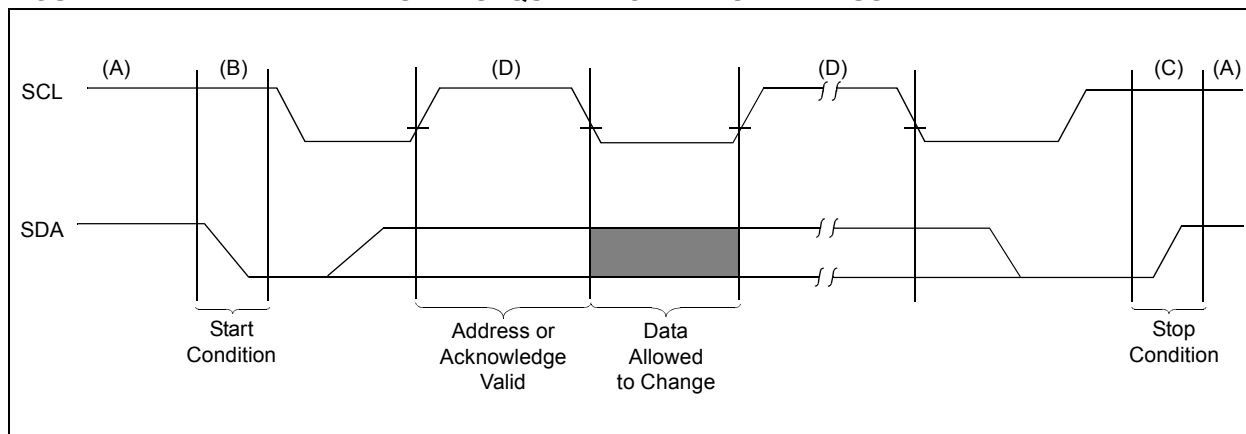 (A) (B) (D) (D) (C) (A)
SCL
SDA
Start
Condition
Address or
Acknowledge
Valid
Data
Allowed
to Change
Stop
Condition